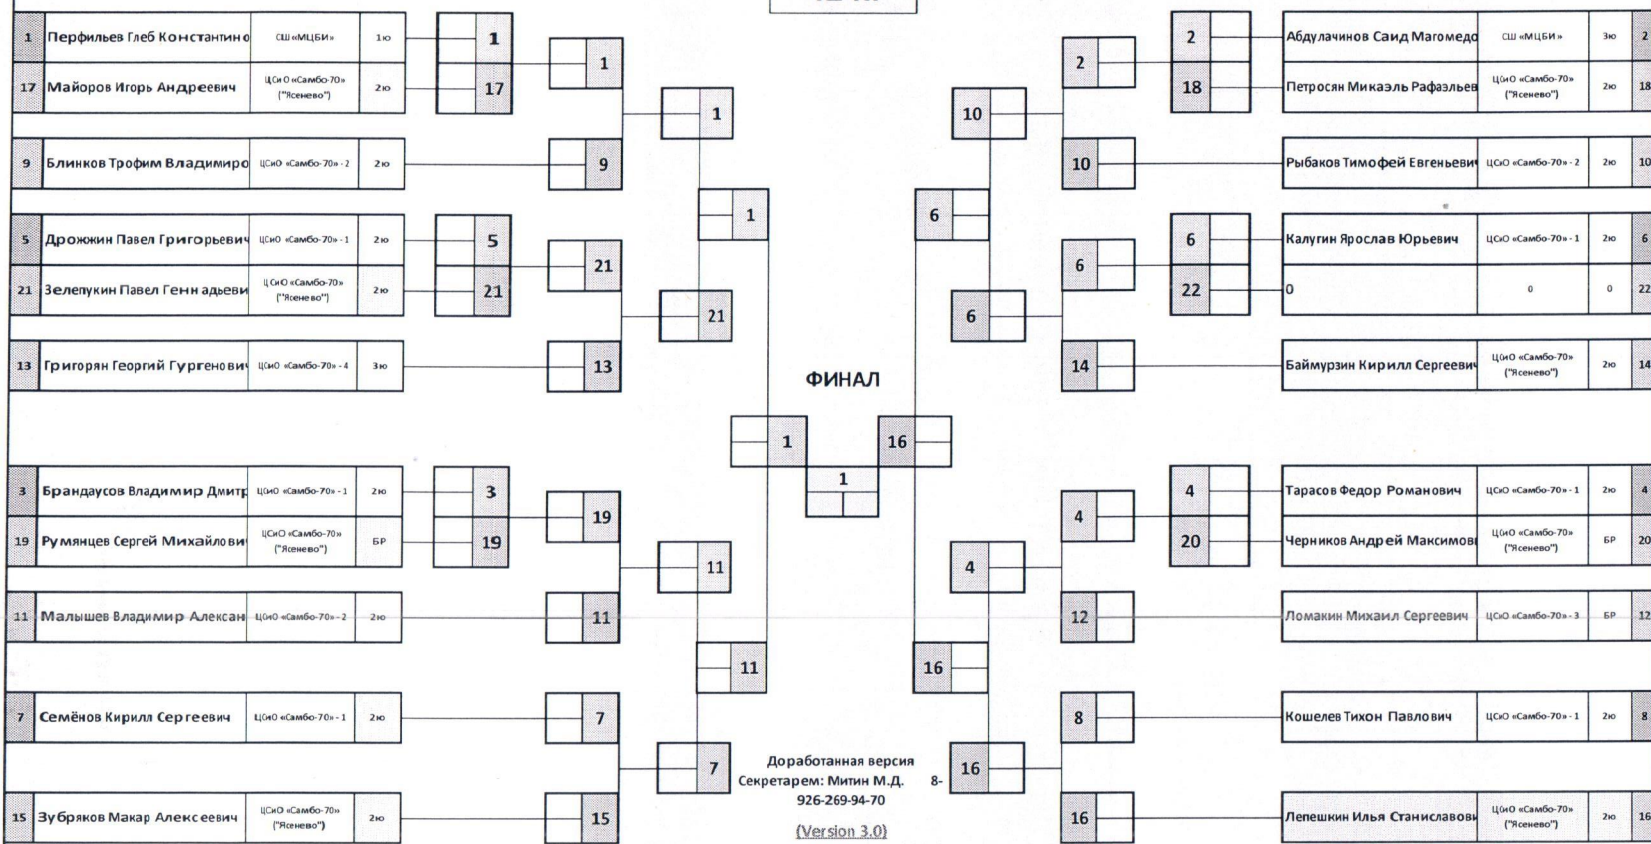 1 Перфильев Глеб Константино СШ «МЦБИ» 1ю
17 Майоров Игорь Андреевич ЦСиО «Самбо-70» ("Ясенево") 2ю
9 Блинков Трофим Владимиро ЦСиО «Самбо-70» - 2 2ю
5 Дрожжин Павел Григорьевич ЦСиО «Самбо-70» - 1 2ю
21 Зелепукин Павел Геннадьеви ЦСиО «Самбо-70» ("Ясенево") 2ю
13 Григорян Георгий Гургенович ЦСиО «Самбо-70» - 4 3ю
3 Брандаусов Владимир Дмитр ЦСиО «Самбо-70» - 1 2ю
19 Румянцев Сергей Михайлови ЦСиО «Самбо-70» ("Ясенево") БР
11 Малышев Владимир Алексан ЦСиО «Самбо-70» - 2 2ю
7 Семёнов Кирилл Сергеевич ЦСиО «Самбо-70» - 1 2ю
15 Зубряков Макар Алексеевич ЦСиО «Самбо-70» ("Ясенево") 2ю
1
17
5
21
3
19
1
9
21
13
19
11
7
15
1
21
11
7
1
11
ФИНАЛ
1 16
1
6
16
10
6
4
16
2
10
6
14
4
12
8
16
2
18
6
22
4
20
Абдулачинов Саид Магомедо СШ «МЦБИ» 3ю 2
Петросян Микаэль Рафаэльев ЦСиО «Самбо-70» ("Ясенево") 2ю 18
Рыбаков Тимофей Евгеньевич ЦСиО «Самбо-70» - 2 2ю 10
Калугин Ярослав Юрьевич ЦСиО «Самбо-70» - 1 2ю 6
0 0 0 22
Баймурзин Кирилл Сергеевич ЦСиО «Самбо-70» ("Ясенево") 2ю 14
Тарасов Федор Романович ЦСиО «Самбо-70» - 1 2ю 4
Черников Андрей Максимови ЦСиО «Самбо-70» ("Ясенево") БР 20
Ломакин Михаил Сергеевич ЦСиО «Самбо-70» - 3 БР 12
Кошелев Тихон Павлович ЦСиО «Самбо-70» - 1 2ю 8
Лепешкин Илья Станиславови ЦСиО «Самбо-70» ("Ясенево") 2ю 16
Доработанная версия
Секретарем: Митин М.Д. 8-
926-269-94-70
(Version 3.0)